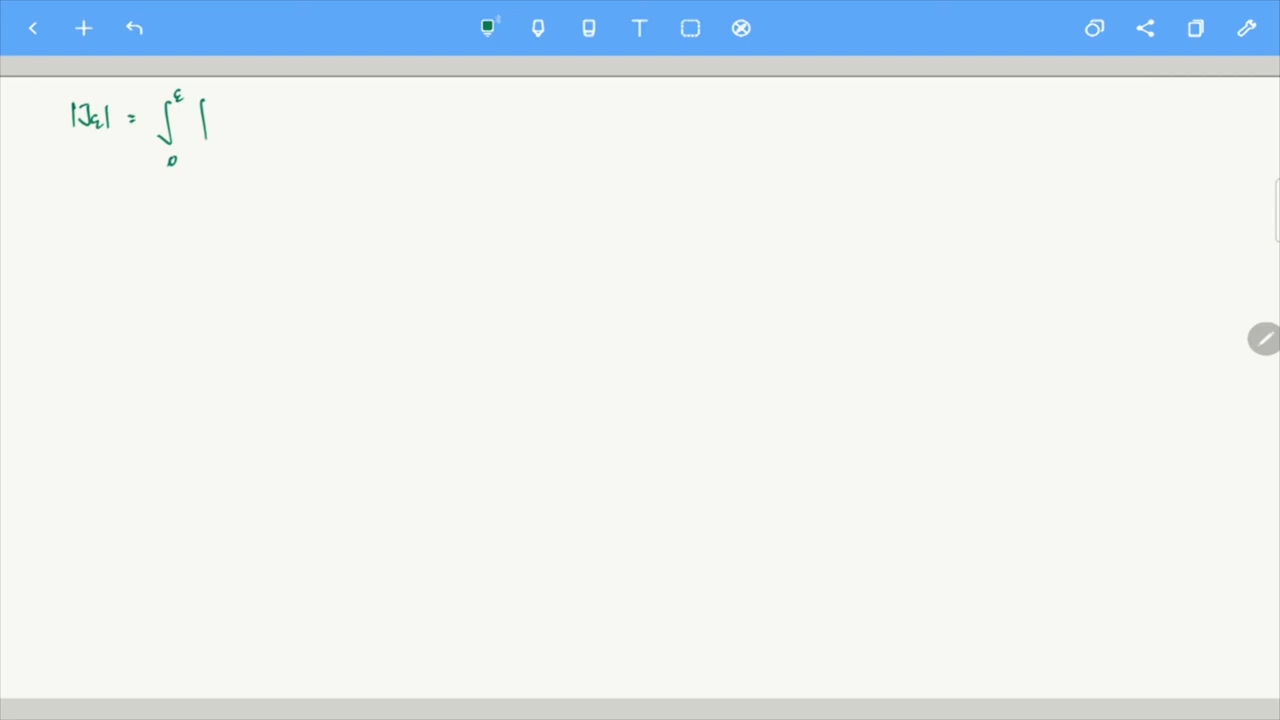 |J_ε| = ∫_0^ε |